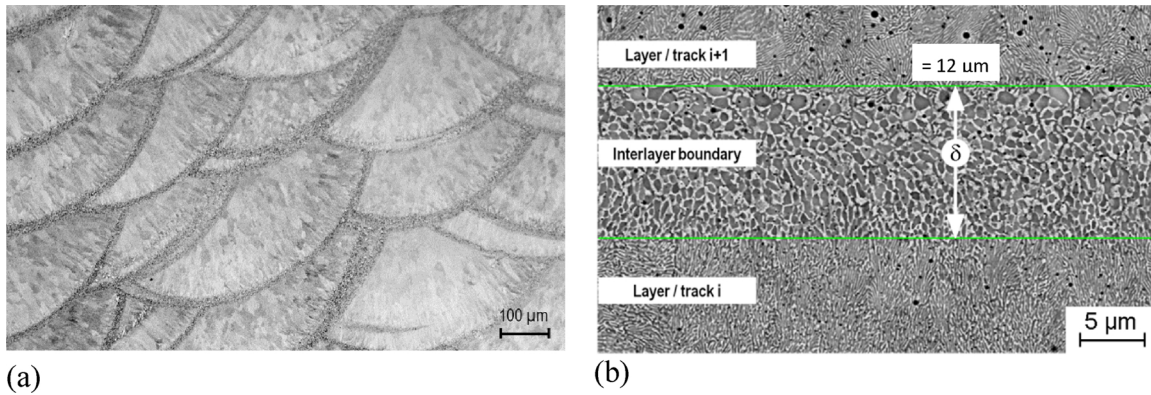 Layer / track i+1
= 12 um
Interlayer boundary
δ
Layer / track i
100 µm
5 µm
(a)
(b)